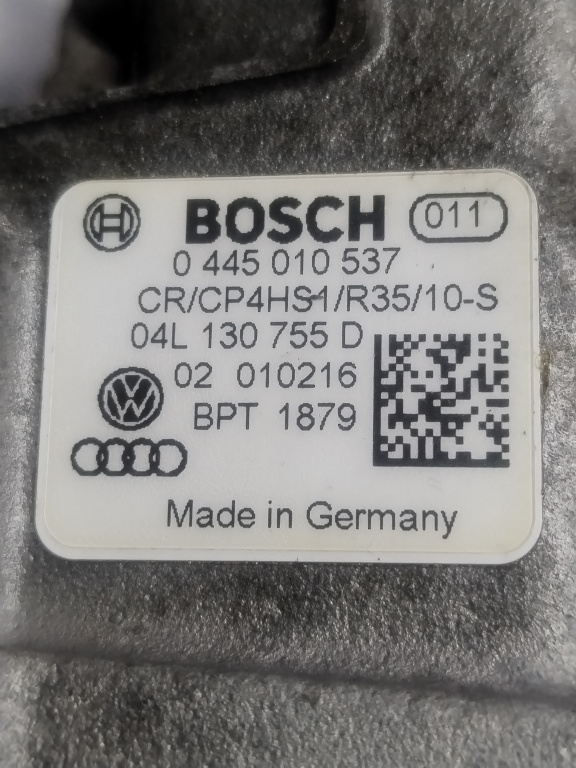 BOSCH 011
0 445 010 537
CR/CP4HS1/R35/10-S
04L 130 755 D
02 010216
BPT 1879
Made in Germany